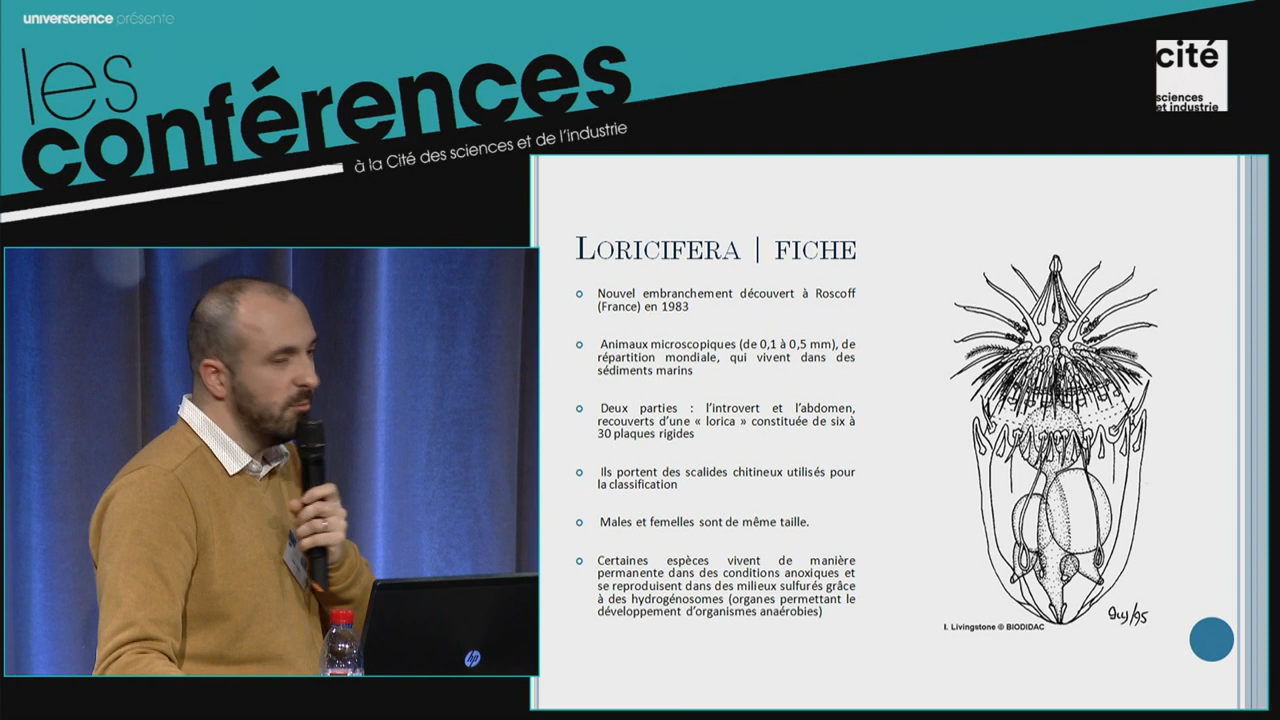 universcience présente
les
conférences
à la Cité des sciences et de l'industrie
cité
sciences
et industrie
LORICIFERA | FICHE
Nouvel embranchement découvert à Roscoff
(France) en 1983
Animaux microscopiques (de 0,1 à 0,5 mm), de
répartition mondiale, qui vivent dans des
sédiments marins
Deux parties : l'introvert et l'abdomen,
recouverts d'une « lorica » constituée de six à
30 plaques rigides
Ils portent des scalides chitineux utilisés pour
la classification
Males et femelles sont de même taille.
Certaines espèces vivent de manière
permanente dans des conditions anoxiques et
se reproduisent dans des milieux sulfurés grâce
à des hydrogénosomes (organes permettant le
développement d'organismes anaérobies)
I. Livingstone © BIODIDAC
hp